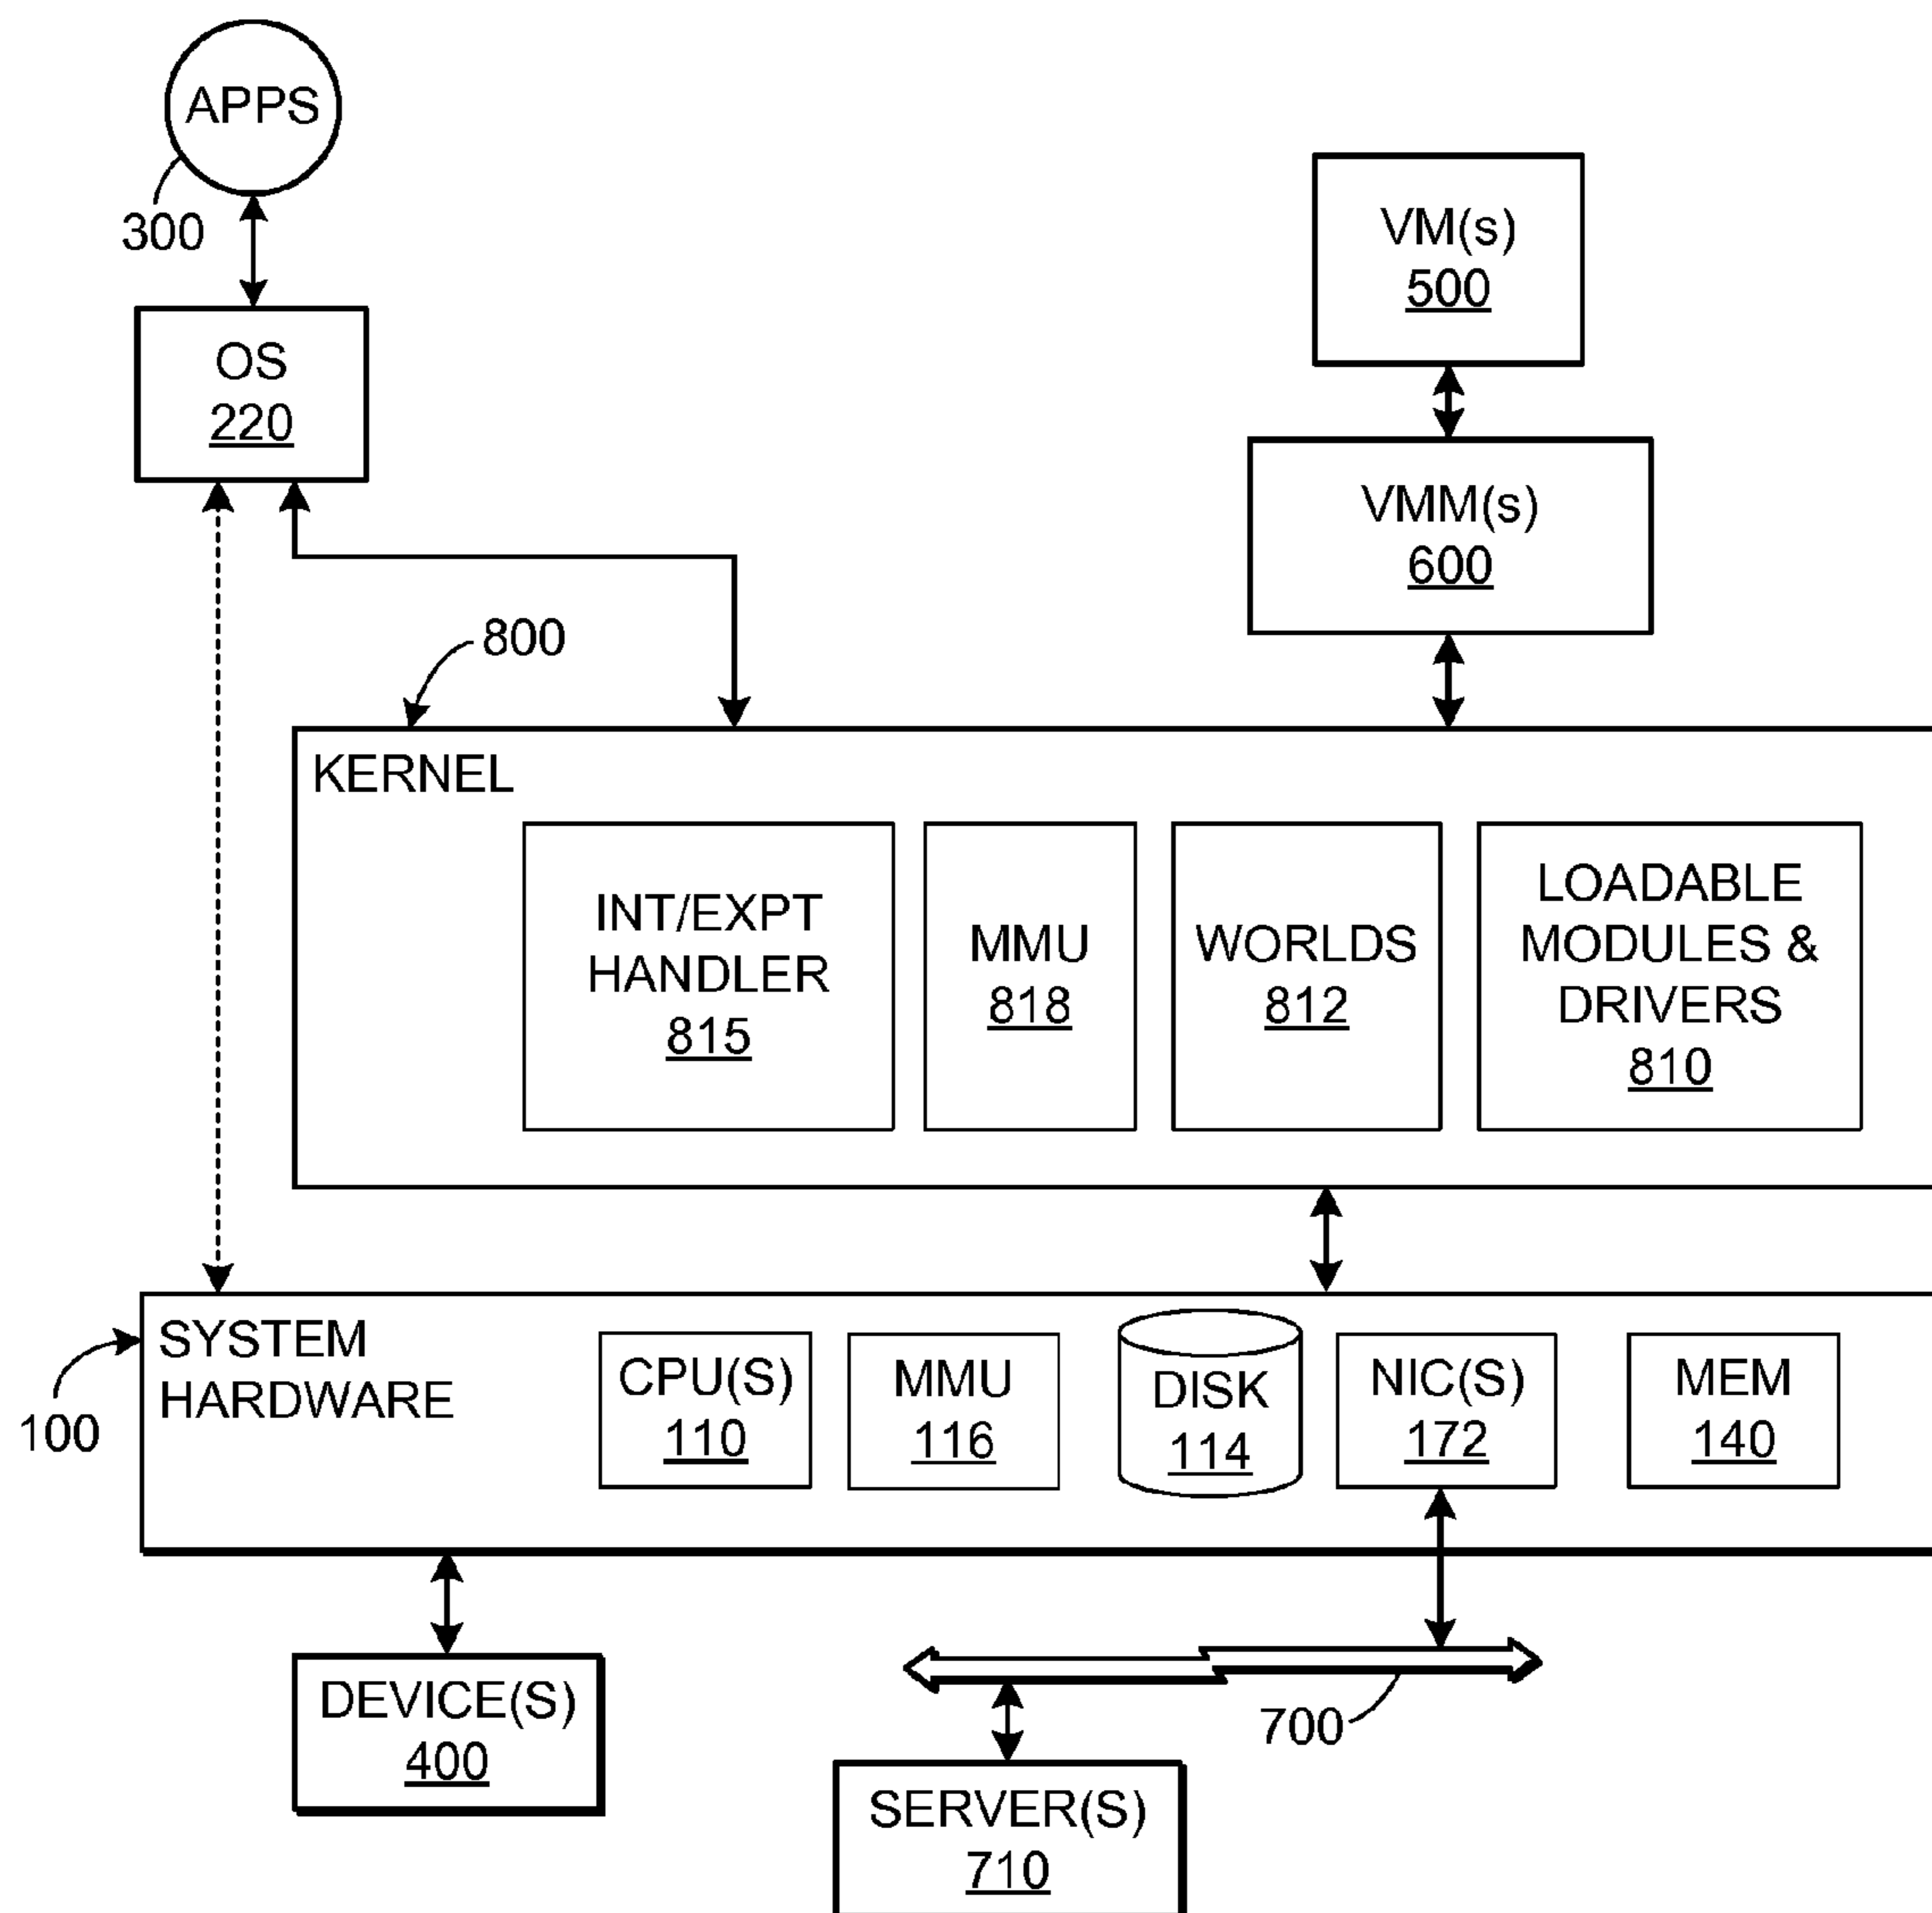 APPS
300
OS
220
VM(s)
500
VMM(s)
600
800
KERNEL
INT/EXPT
HANDLER
815
MMU
818
WORLDS
812
LOADABLE
MODULES &
DRIVERS
810
100
SYSTEM
HARDWARE
CPU(S)
110
MMU
116
DISK
114
NIC(S)
172
MEM
140
DEVICE(S)
400
700
SERVER(S)
710